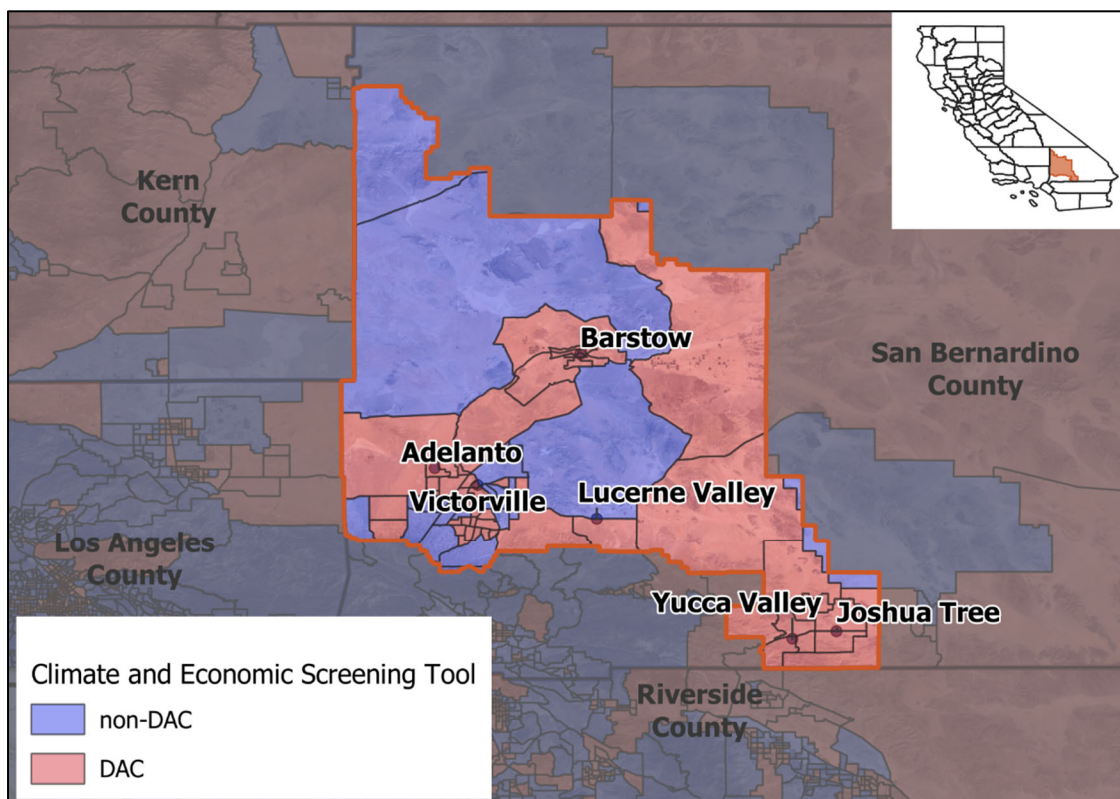 Kern
County
Barstow
San Bernardino
County
Adelanto
Victorville
Lucerne Valley
Los Angeles
County
Yucca Valley
Joshua Tree
Riverside
County
Climate and Economic Screening Tool
non-DAC
DAC